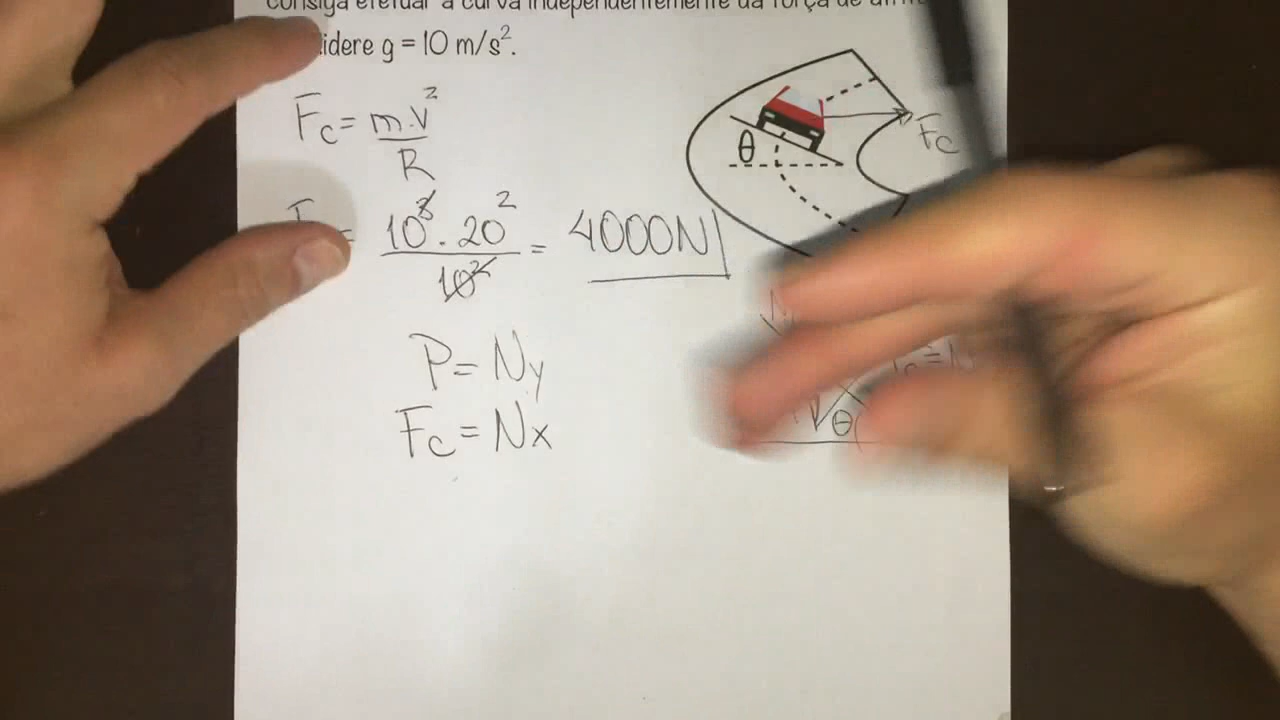 consiga efetuar a curva independentemente da força de
g = 10 m/s².
Fc = m.v²
R
θ
Fc
10³ . 20² = 4000N
10²
P = Ny
Fc = Nx
θ